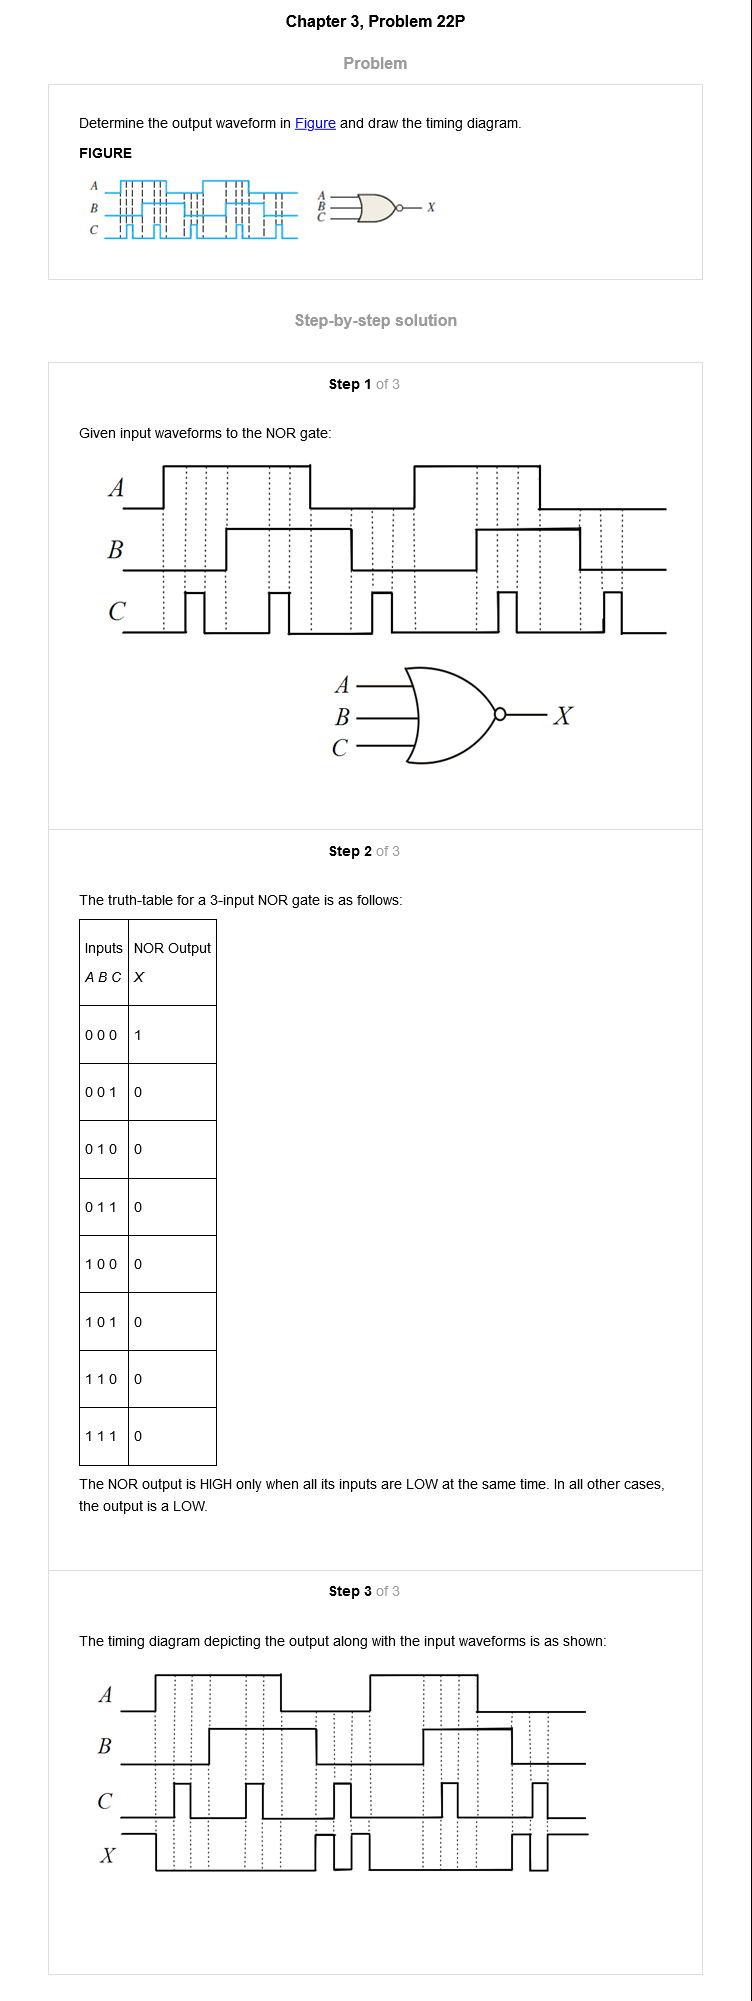 Chapter 3, Problem 22P
Problem
Determine the output waveform in Figure and draw the timing diagram.
FIGURE
A
B
C
A
B
C
X
Step-by-step solution
Step 1 of 3
Given input waveforms to the NOR gate:
A
B
C
A
B
C
X
Step 2 of 3
The truth-table for a 3-input NOR gate is as follows:
Inputs NOR Output
A B C X
0 0 0 1
0 0 1 0
0 1 0 0
0 1 1 0
1 0 0 0
1 0 1 0
1 1 0 0
1 1 1 0
The NOR output is HIGH only when all its inputs are LOW at the same time. In all other cases,
the output is a LOW.
Step 3 of 3
The timing diagram depicting the output along with the input waveforms is as shown:
A
B
C
X